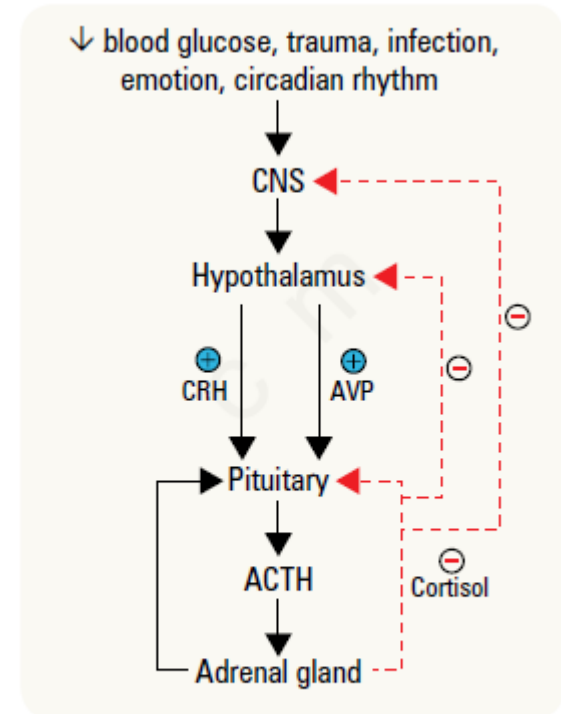 ↓ blood glucose, trauma, infection,
emotion, circadian rhythm
CNS
Hypothalamus
⊖
⊕ ⊕ ⊖
CRH AVP
Pituitary
⊖
ACTH Cortisol
Adrenal gland